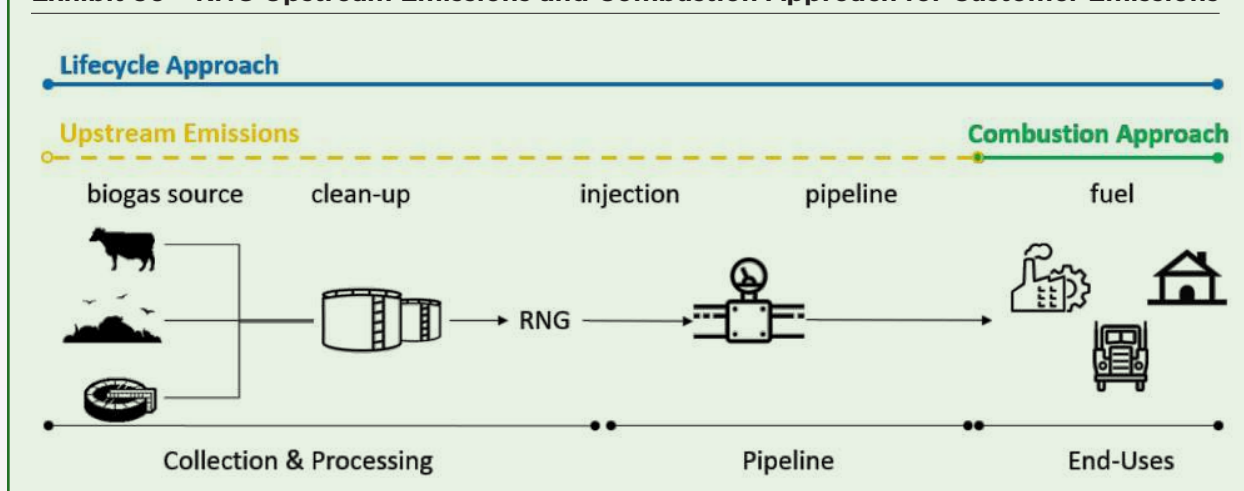 Lifecycle Approach
Upstream Emissions
Combustion Approach
biogas source
clean-up
injection
pipeline
fuel
RNG
Collection & Processing
Pipeline
End-Uses